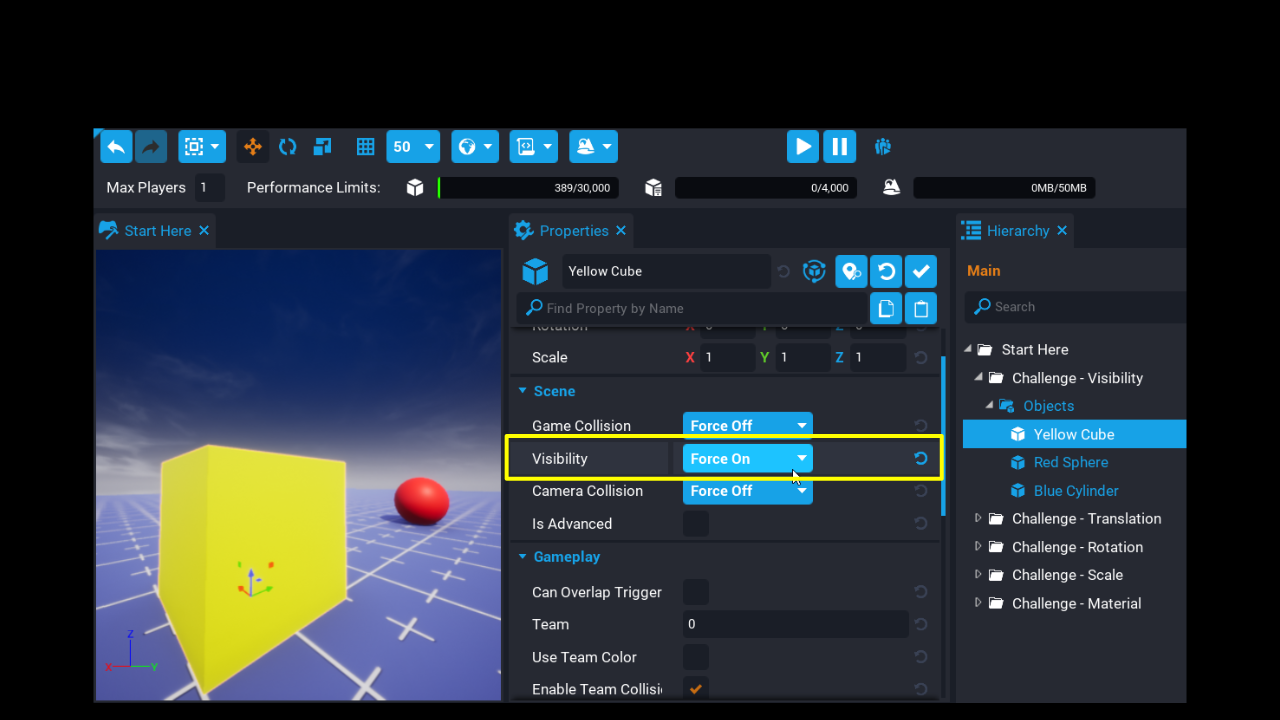 50
Max Players 1 Performance Limits: 389/30,000 0/4,000 0MB/50MB
Start Here Properties Hierarchy
Yellow Cube
Main
Find Property by Name
Search
Rotation X 0 Y 0 Z 0
Scale X 1 Y 1 Z 1
Start Here
Challenge - Visibility
Objects
Yellow Cube
Red Sphere
Blue Cylinder
Challenge - Translation
Challenge - Rotation
Challenge - Scale
Challenge - Material
Scene
Game Collision Force Off
Visibility Force On
Camera Collision Force Off
Is Advanced
Gameplay
Can Overlap Trigger
Team 0
Use Team Color
Enable Team Collisi
Z
X Y